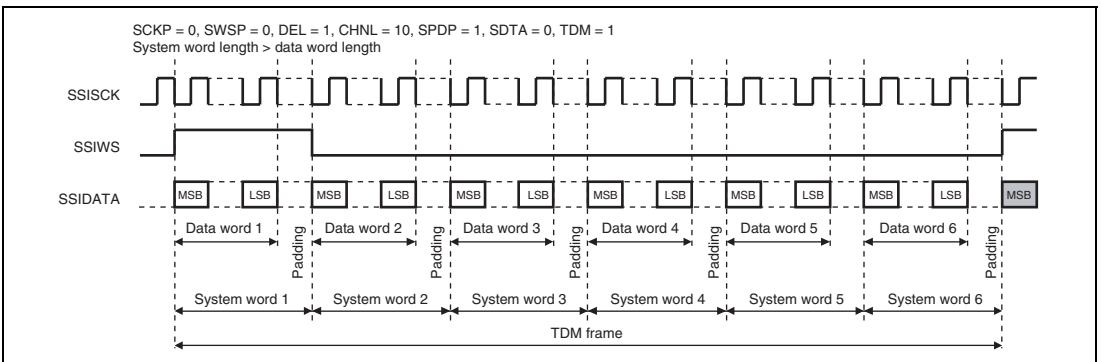 SCKP = 0, SWSP = 0, DEL = 1, CHNL = 10, SPDP = 1, SDTA = 0, TDM = 1
System word length > data word length
SSISCK
SSIWS
SSIDATA
MSB LSB MSB LSB MSB LSB MSB LSB MSB LSB MSB LSB MSB
Data word 1 Padding Data word 2 Padding Data word 3 Padding Data word 4 Padding Data word 5 Data word 6 Padding
System word 1 System word 2 System word 3 System word 4 System word 5 System word 6
TDM frame